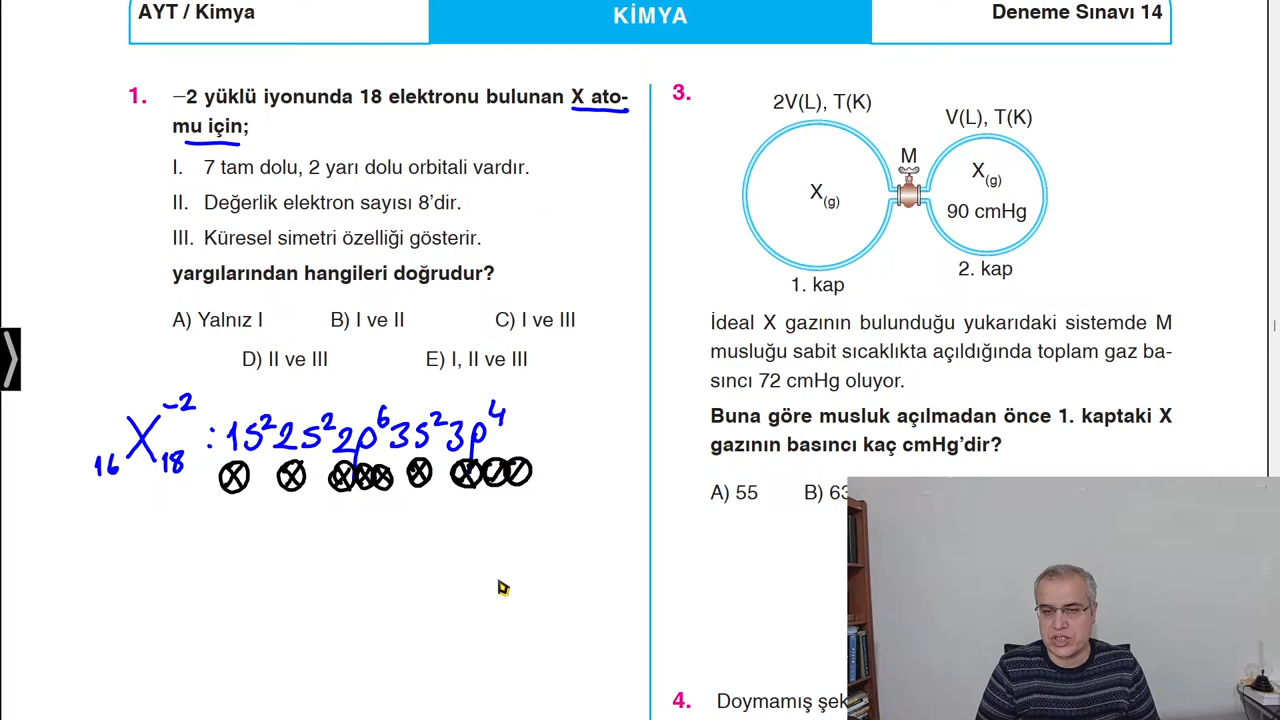 AYT / Kimya
KİMYA
Deneme Sınavı 14
1. –2 yüklü iyonunda 18 elektronu bulunan X ato-
mu için;
I. 7 tam dolu, 2 yarı dolu orbitali vardır.
II. Değerlik elektron sayısı 8'dir.
III. Küresel simetri özelliği gösterir.
yargılarından hangileri doğrudur?
A) Yalnız I B) I ve II C) I ve III
D) II ve III E) I, II ve III
₁₆X₁₈⁻² : 1s² 2s² 2p⁶ 3s² 3p⁴
3.
2V(L), T(K)
V(L), T(K)
M
X(g)
X(g)
90 cmHg
1. kap
2. kap
İdeal X gazının bulunduğu yukarıdaki sistemde M
musluğu sabit sıcaklıkta açıldığında toplam gaz ba-
sıncı 72 cmHg oluyor.
Buna göre musluk açılmadan önce 1. kaptaki X
gazının basıncı kaç cmHg'dir?
A) 55 B) 63
4. Doymamış